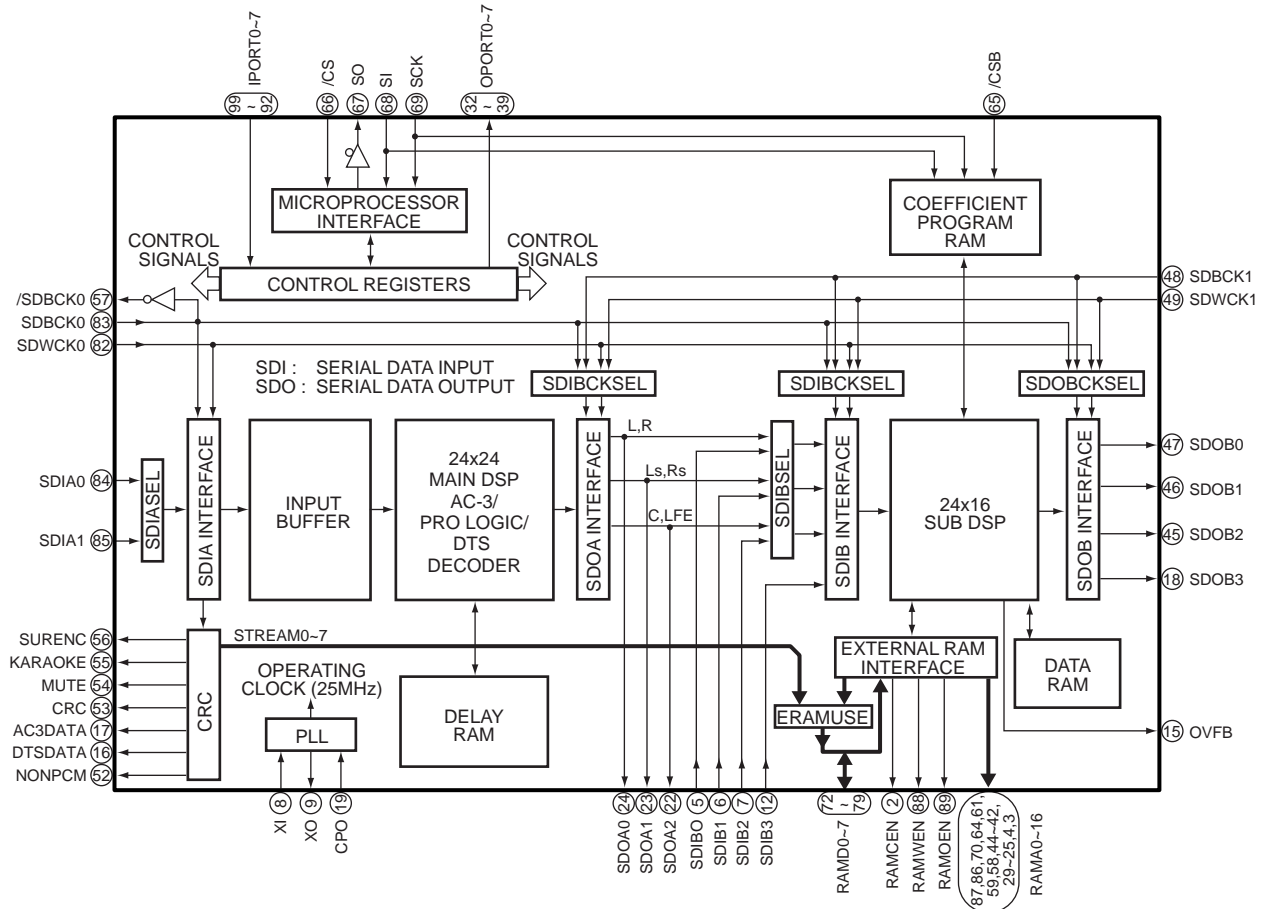 IPORT0~7
/CS
SO
SI
SCK
OPORT0~7
/CSB
99
~
92
66
67
68
69
32
~
39
65
MICROPROCESSOR
INTERFACE
COEFFICIENT
PROGRAM
RAM
CONTROL
SIGNALS
CONTROL
SIGNALS
CONTROL REGISTERS
48 SDBCK1
49 SDWCK1
/SDBCK0 57
SDBCK0 83
SDWCK0 82
SDI : SERIAL DATA INPUT
SDO : SERIAL DATA OUTPUT
SDIBCKSEL
SDIBCKSEL
SDOBCKSEL
SDIA0 84
SDIA1 85
SDIASEL
SDIA INTERFACE
INPUT
BUFFER
24x24
MAIN DSP
AC-3/
PRO LOGIC/
DTS
DECODER
SDOA INTERFACE
L,R
Ls,Rs
C,LFE
SDIBSEL
SDIB INTERFACE
24x16
SUB DSP
SDOB INTERFACE
47 SDOB0
46 SDOB1
45 SDOB2
18 SDOB3
SURENC 56
KARAOKE 55
MUTE 54
CRC 53
AC3DATA 17
DTSDATA 16
NONPCM 52
CRC
STREAM0~7
OPERATING
CLOCK (25MHz)
PLL
DELAY
RAM
EXTERNAL RAM
INTERFACE
ERAMUSE
DATA
RAM
15 OVFB
XI 8
XO 9
CPO 19
SDOA0 24
SDOA1 23
SDOA2 22
SDIBO 5
SDIB1 6
SDIB2 7
SDIB3 12
72
~
79
RAMD0~7
RAMCEN 2
RAMWEN 88
RAMOEN 89
87,86,70,64,61,
59,58,44~42,
29~25,4,3
RAMA0~16